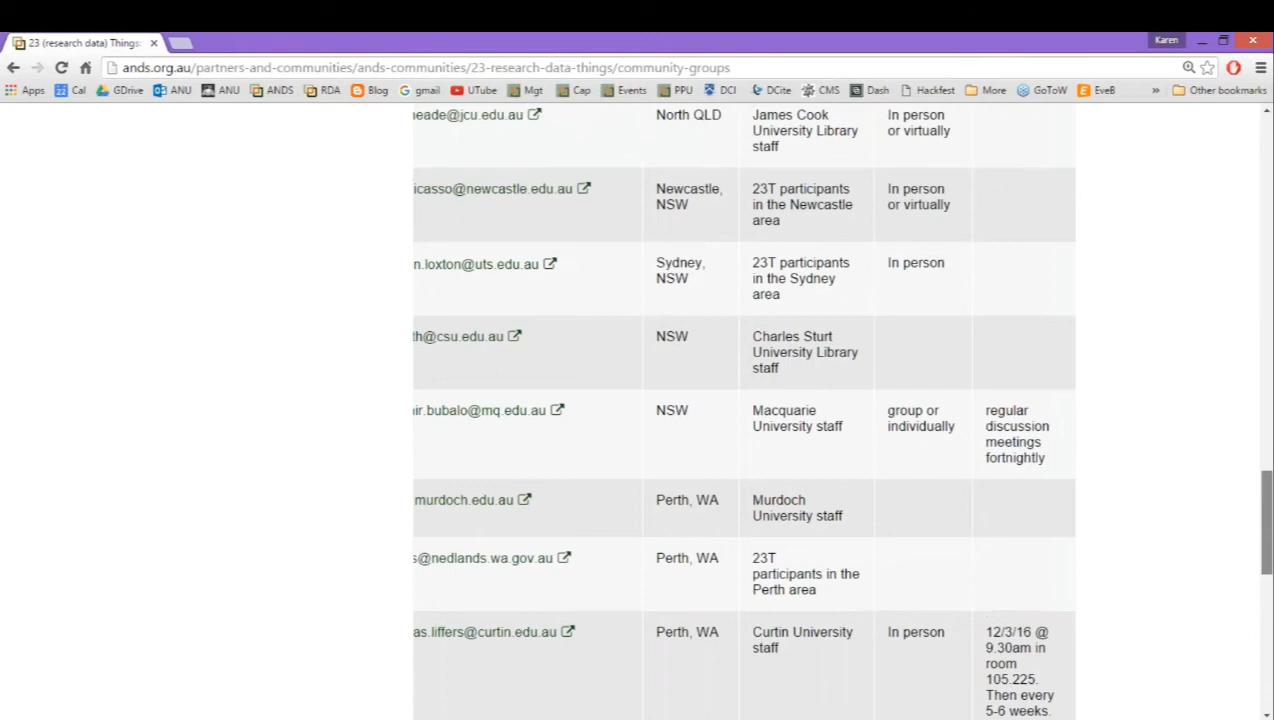 23 (research data) Things:
Karen
ands.org.au/partners-and-communities/ands-communities/23-research-data-things/community-groups
Apps Cal GDrive ANU ANU ANDS RDA Blog gmail UTube Mgt Cap Events PPU DCI DCite CMS Dash Hackfest More GoToW EveB » Other bookmarks
neade@jcu.edu.au
North QLD
James Cook
University Library
staff
In person
or virtually
icasso@newcastle.edu.au
Newcastle,
NSW
23T participants
in the Newcastle
area
In person
or virtually
n.loxton@uts.edu.au
Sydney,
NSW
23T participants
in the Sydney
area
In person
th@csu.edu.au
NSW
Charles Sturt
University Library
staff
ir.bubalo@mq.edu.au
NSW
Macquarie
University staff
group or
individually
regular
discussion
meetings
fortnightly
murdoch.edu.au
Perth, WA
Murdoch
University staff
s@nedlands.wa.gov.au
Perth, WA
23T
participants in the
Perth area
as.liffers@curtin.edu.au
Perth, WA
Curtin University
staff
In person
12/3/16 @
9.30am in
room
105.225.
Then every
5-6 weeks.